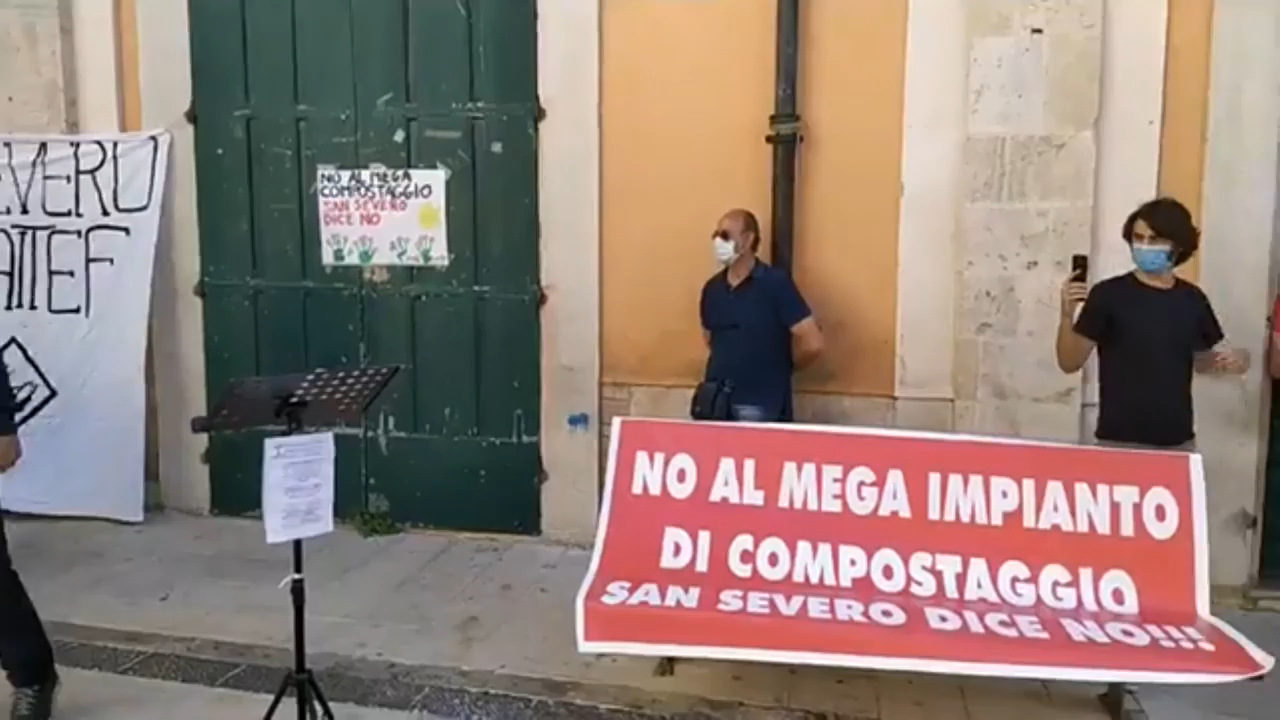 EVERO
NO AL MEGA
COMPOSTAGGIO
SAN SEVERO
DICE NO
NO AL MEGA IMPIANTO
DI COMPOSTAGGIO
SAN SEVERO DICE NO!!!